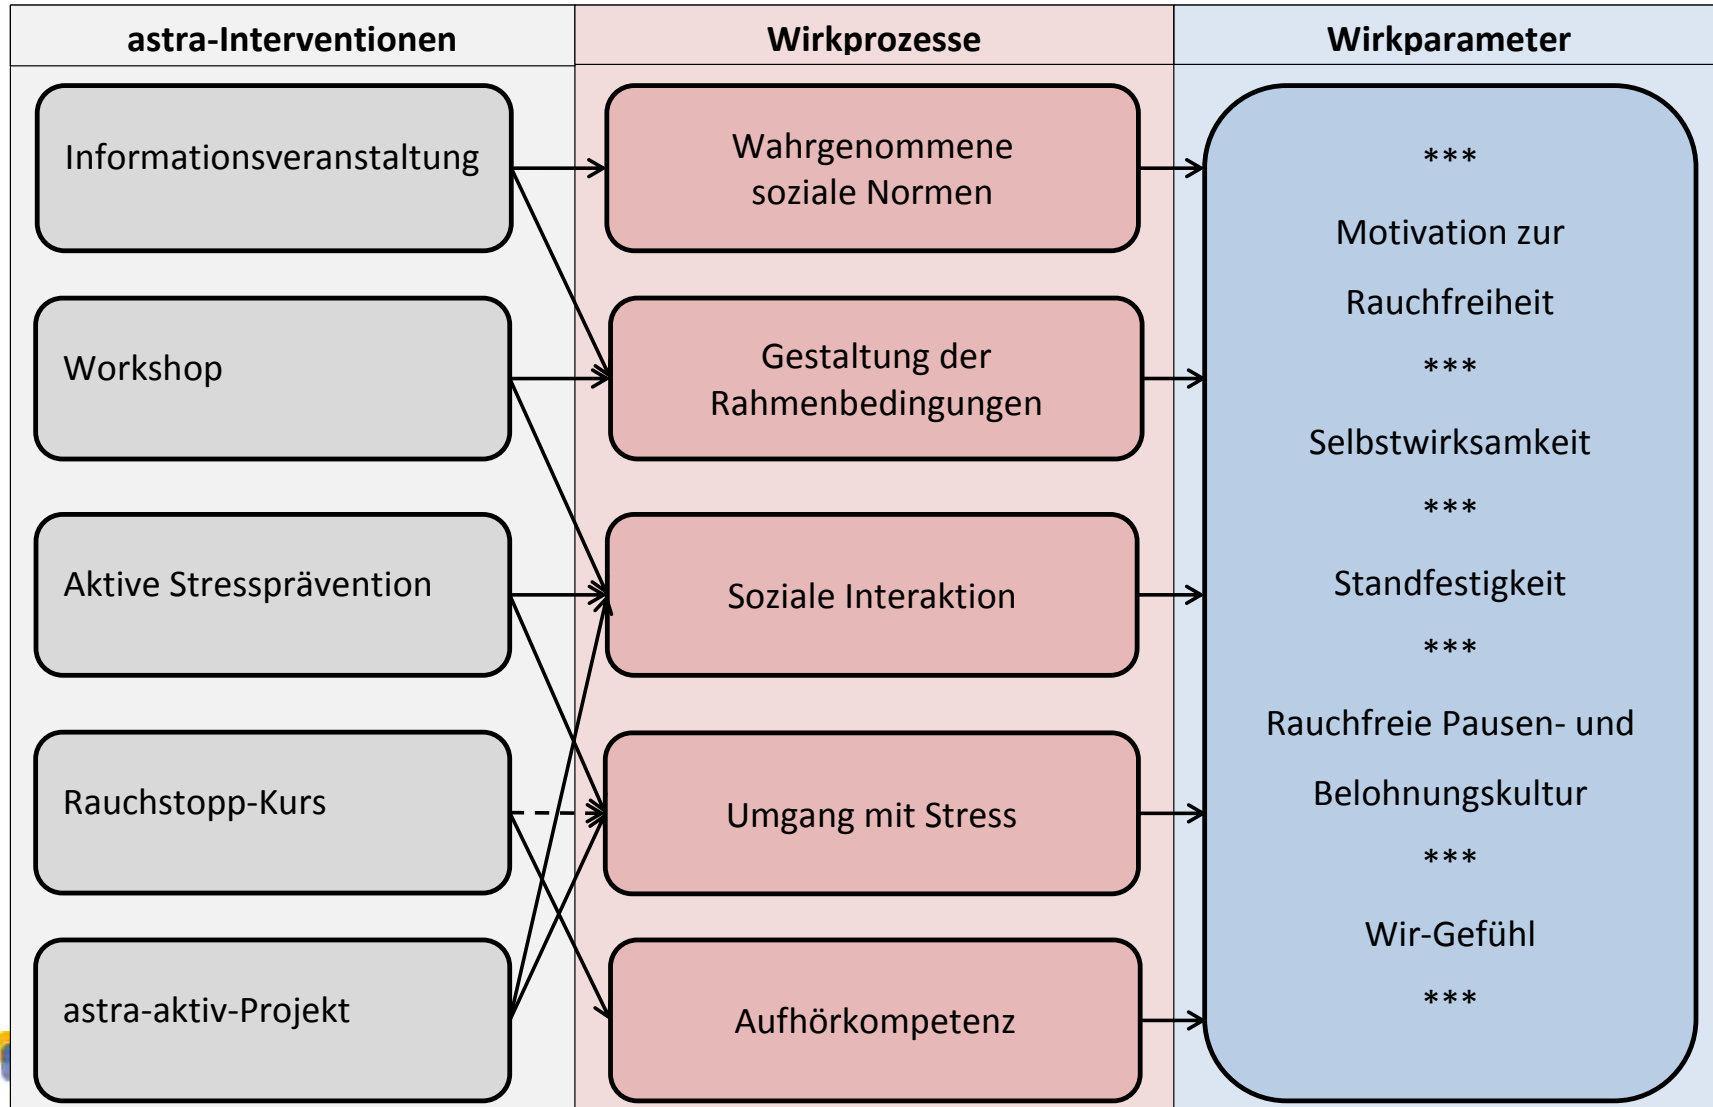 astra-Interventionen
Wirkprozesse
Wirkparameter
Informationsveranstaltung
Workshop
Aktive Stressprävention
Rauchstopp-Kurs
astra-aktiv-Projekt
Wahrgenommene
soziale Normen
Gestaltung der
Rahmenbedingungen
Soziale Interaktion
Umgang mit Stress
Aufhörkompetenz
***
Motivation zur
Rauchfreiheit
***
Selbstwirksamkeit
***
Standfestigkeit
***
Rauchfreie Pausen- und
Belohnungskultur
***
Wir-Gefühl
***